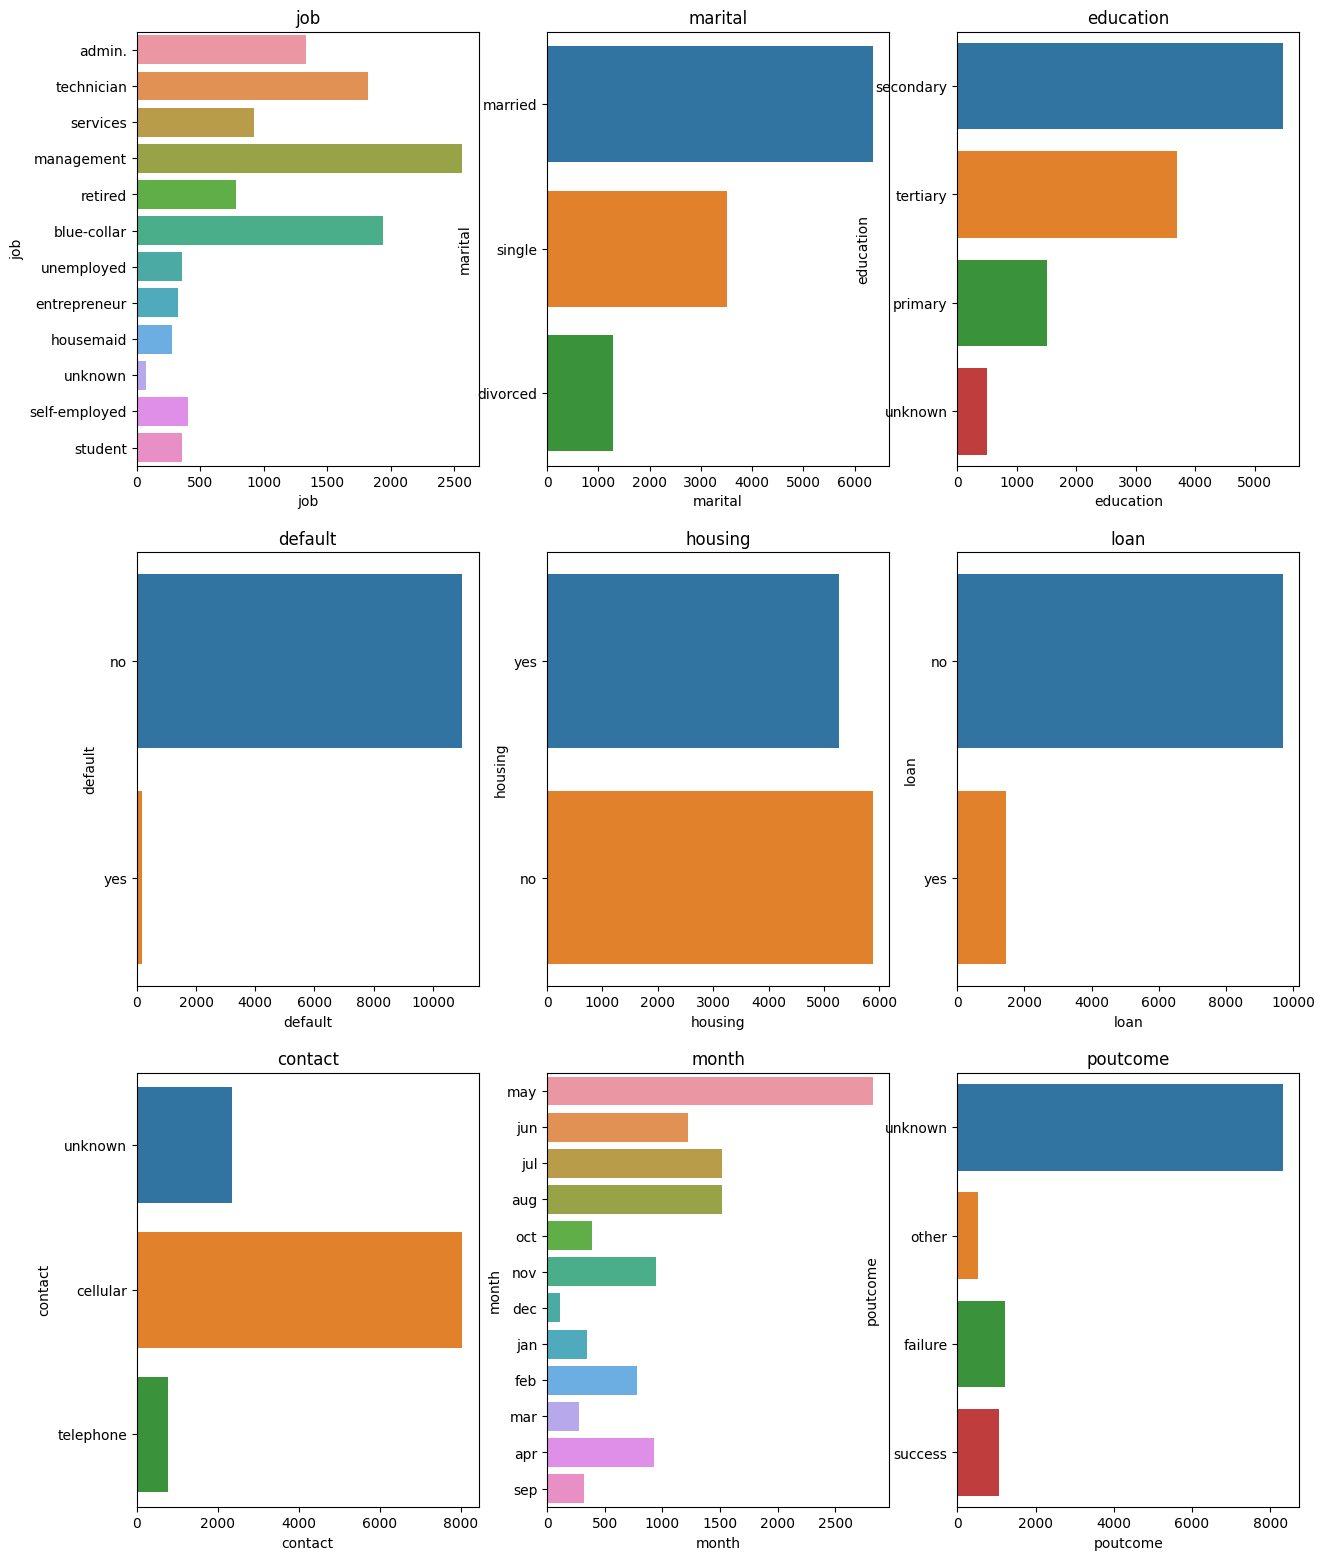 job
admin.
technician
services
management
retired
blue-collar
unemployed
entrepreneur
housemaid
unknown
self-employed
student
job
0 500 1000 1500 2000 2500
job
marital
married
single
divorced
marital
0 1000 2000 3000 4000 5000 6000
marital
education
secondary
tertiary
primary
unknown
education
0 1000 2000 3000 4000 5000
education
default
no
yes
default
0 2000 4000 6000 8000 10000
default
housing
yes
no
housing
0 1000 2000 3000 4000 5000 6000
housing
loan
no
yes
loan
0 2000 4000 6000 8000 10000
loan
contact
unknown
cellular
telephone
contact
0 2000 4000 6000 8000
contact
month
may
jun
jul
aug
oct
nov
dec
jan
feb
mar
apr
sep
month
0 500 1000 1500 2000 2500
month
poutcome
unknown
other
failure
success
poutcome
0 2000 4000 6000 8000
poutcome